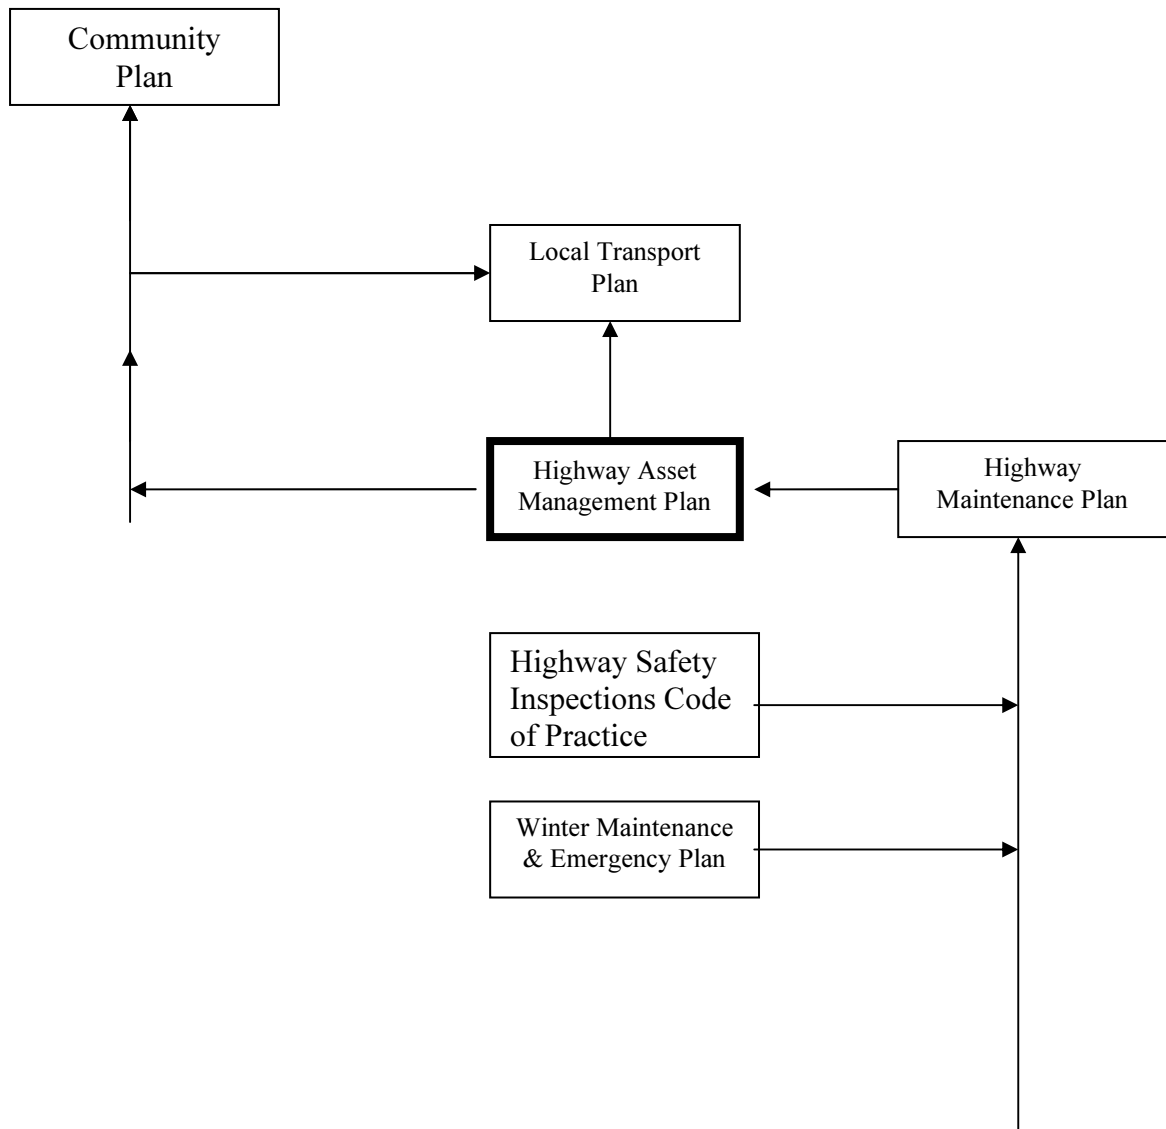 Community
Plan
Local Transport
Plan
Highway Asset
Management Plan
Highway
Maintenance Plan
Highway Safety
Inspections Code
of Practice
Winter Maintenance
& Emergency Plan